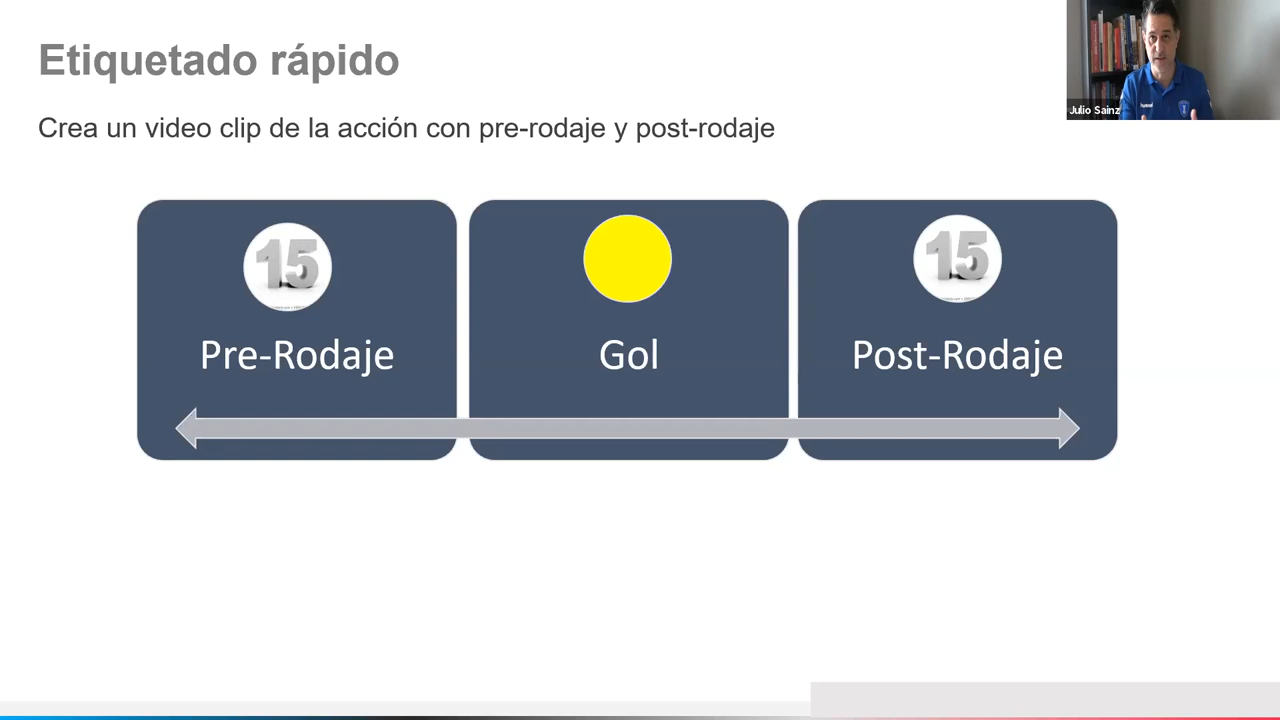 Etiquetado rápido
Crea un video clip de la acción con pre-rodaje y post-rodaje
Julio Sainz
15
Pre-Rodaje
Gol
15
Post-Rodaje